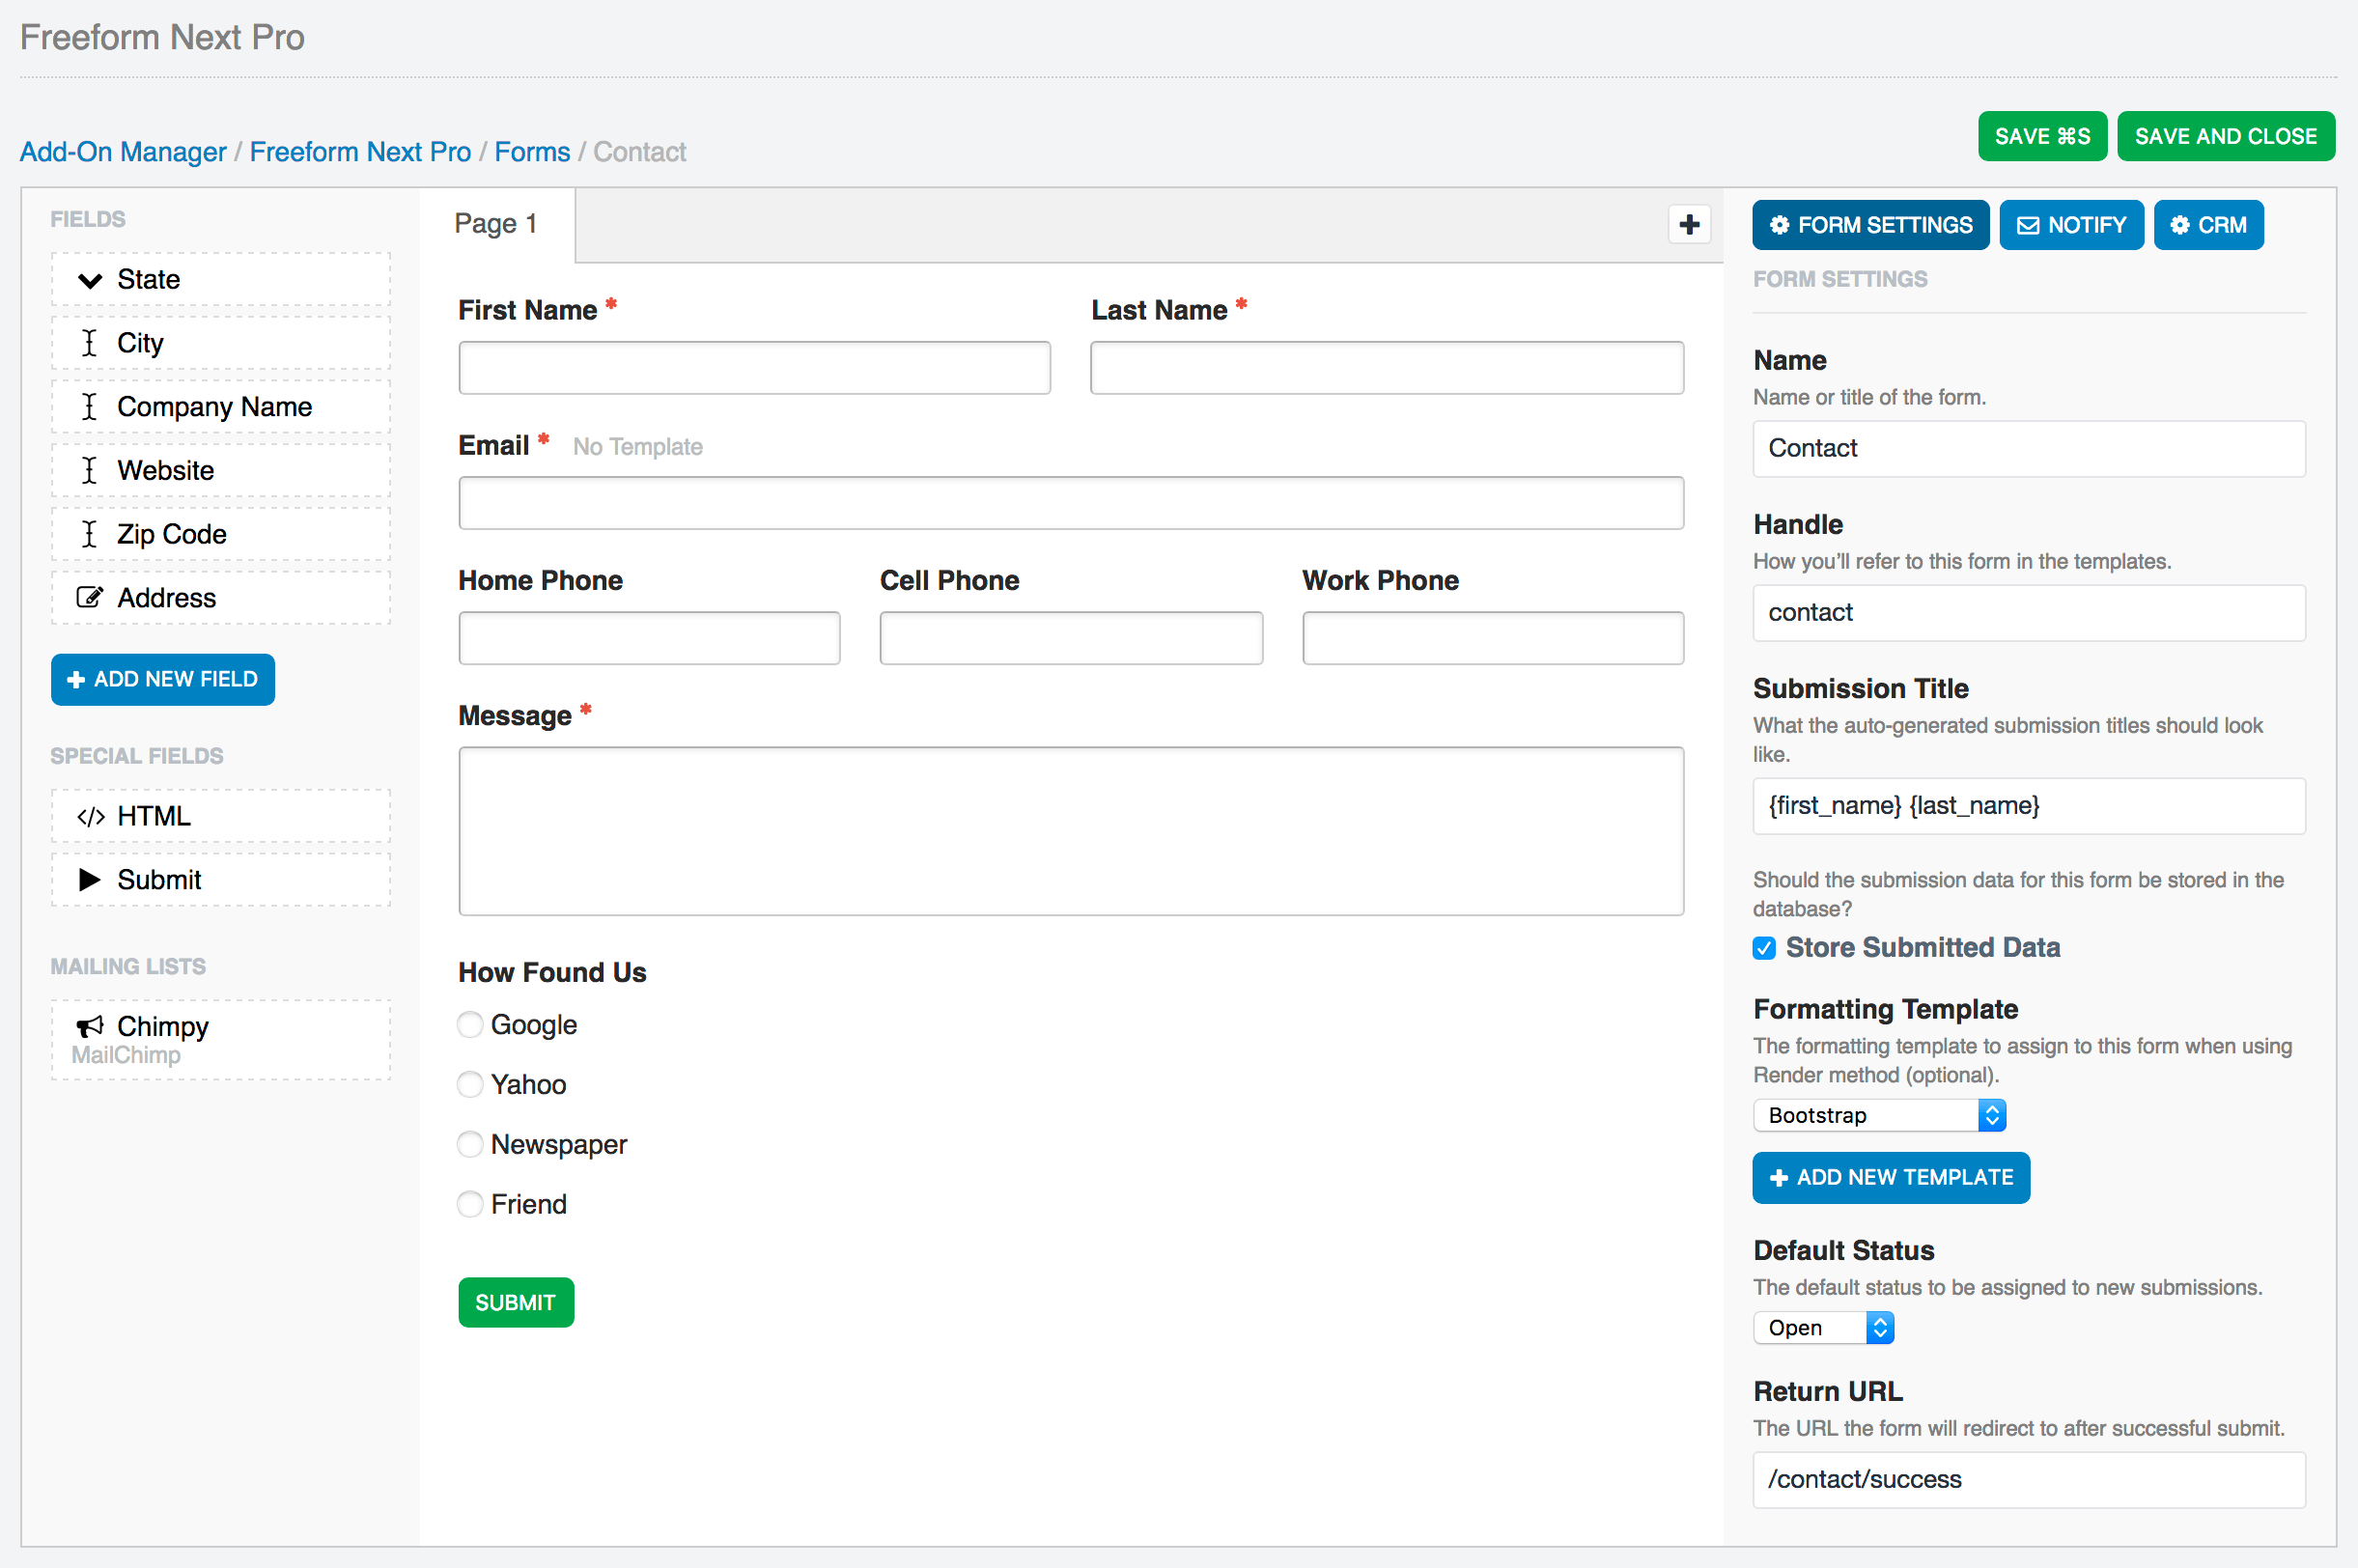 Freeform Next Pro
Add-On Manager / Freeform Next Pro / Forms / Contact
SAVE ⌘S
SAVE AND CLOSE
FIELDS
State
City
Company Name
Website
Zip Code
Address
ADD NEW FIELD
SPECIAL FIELDS
HTML
Submit
MAILING LISTS
Chimpy
MailChimp
Page 1
First Name *
Last Name *
Email * No Template
Home Phone
Cell Phone
Work Phone
Message *
How Found Us
Google
Yahoo
Newspaper
Friend
SUBMIT
FORM SETTINGS
NOTIFY
CRM
FORM SETTINGS
Name
Name or title of the form.
Contact
Handle
How you’ll refer to this form in the templates.
contact
Submission Title
What the auto-generated submission titles should look
like.
{first_name} {last_name}
Should the submission data for this form be stored in the
database?
Store Submitted Data
Formatting Template
The formatting template to assign to this form when using
Render method (optional).
Bootstrap
ADD NEW TEMPLATE
Default Status
The default status to be assigned to new submissions.
Open
Return URL
The URL the form will redirect to after successful submit.
/contact/success